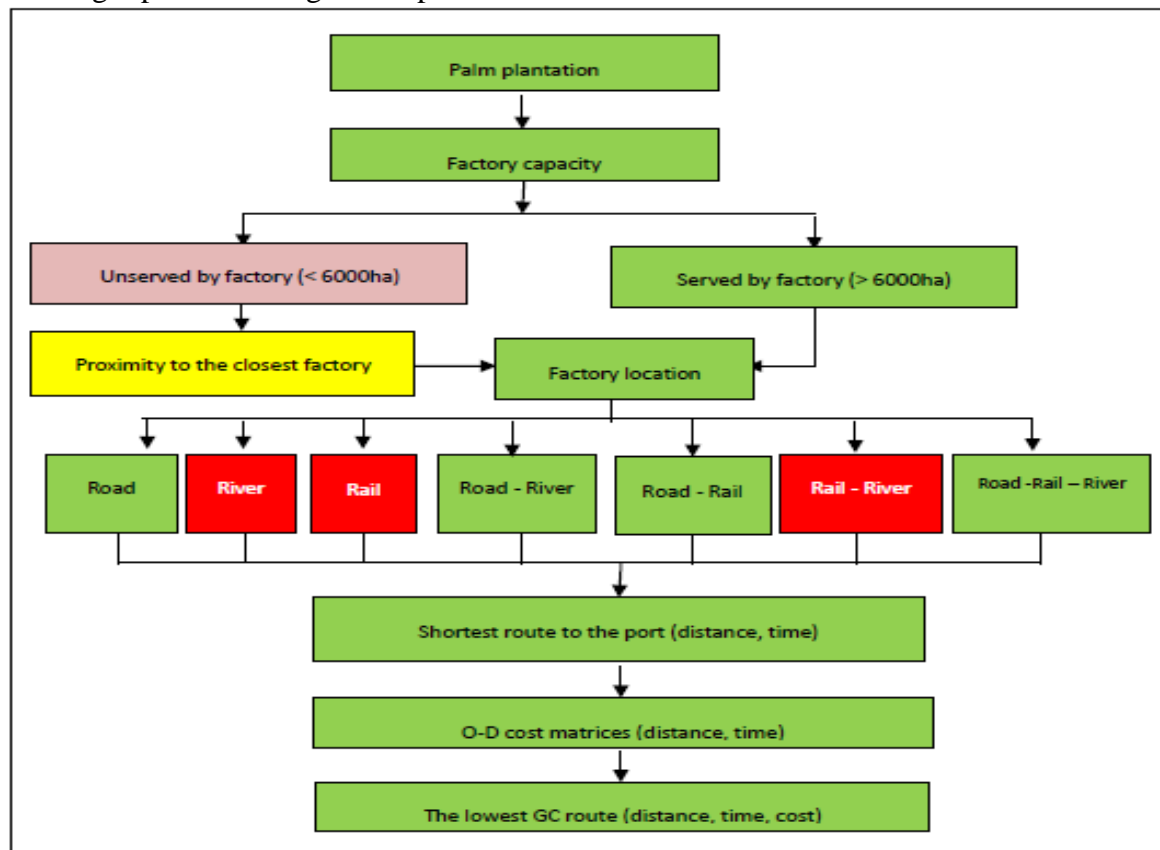 Palm plantation
Factory capacity
Unserved by factory (< 6000ha)
Served by factory (> 6000ha)
Proximity to the closest factory
Factory location
Road
River
Rail
Road - River
Road - Rail
Rail – River
Road -Rail – River
Shortest route to the port (distance, time)
O-D cost matrices (distance, time)
The lowest GC route (distance, time, cost)